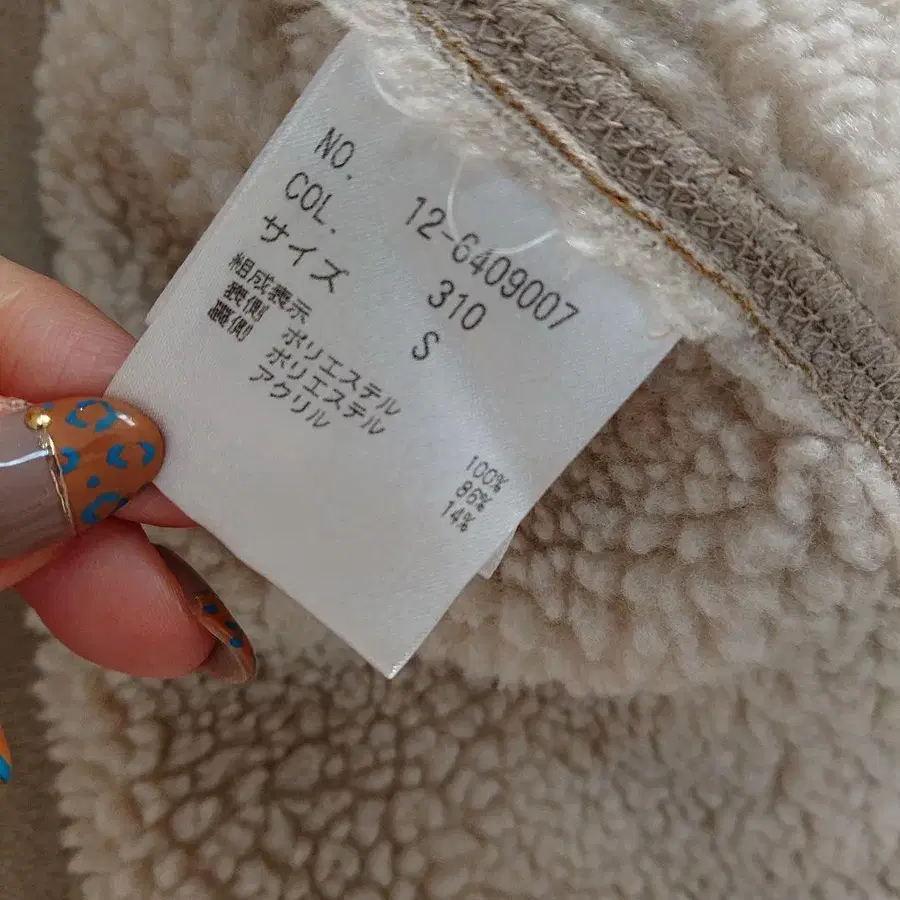 NO. 12-6409007
COL. 310
サイズ S
組成表示
表側 ポリエステル 100%
裏側 ポリエステル 86%
アクリル 14%